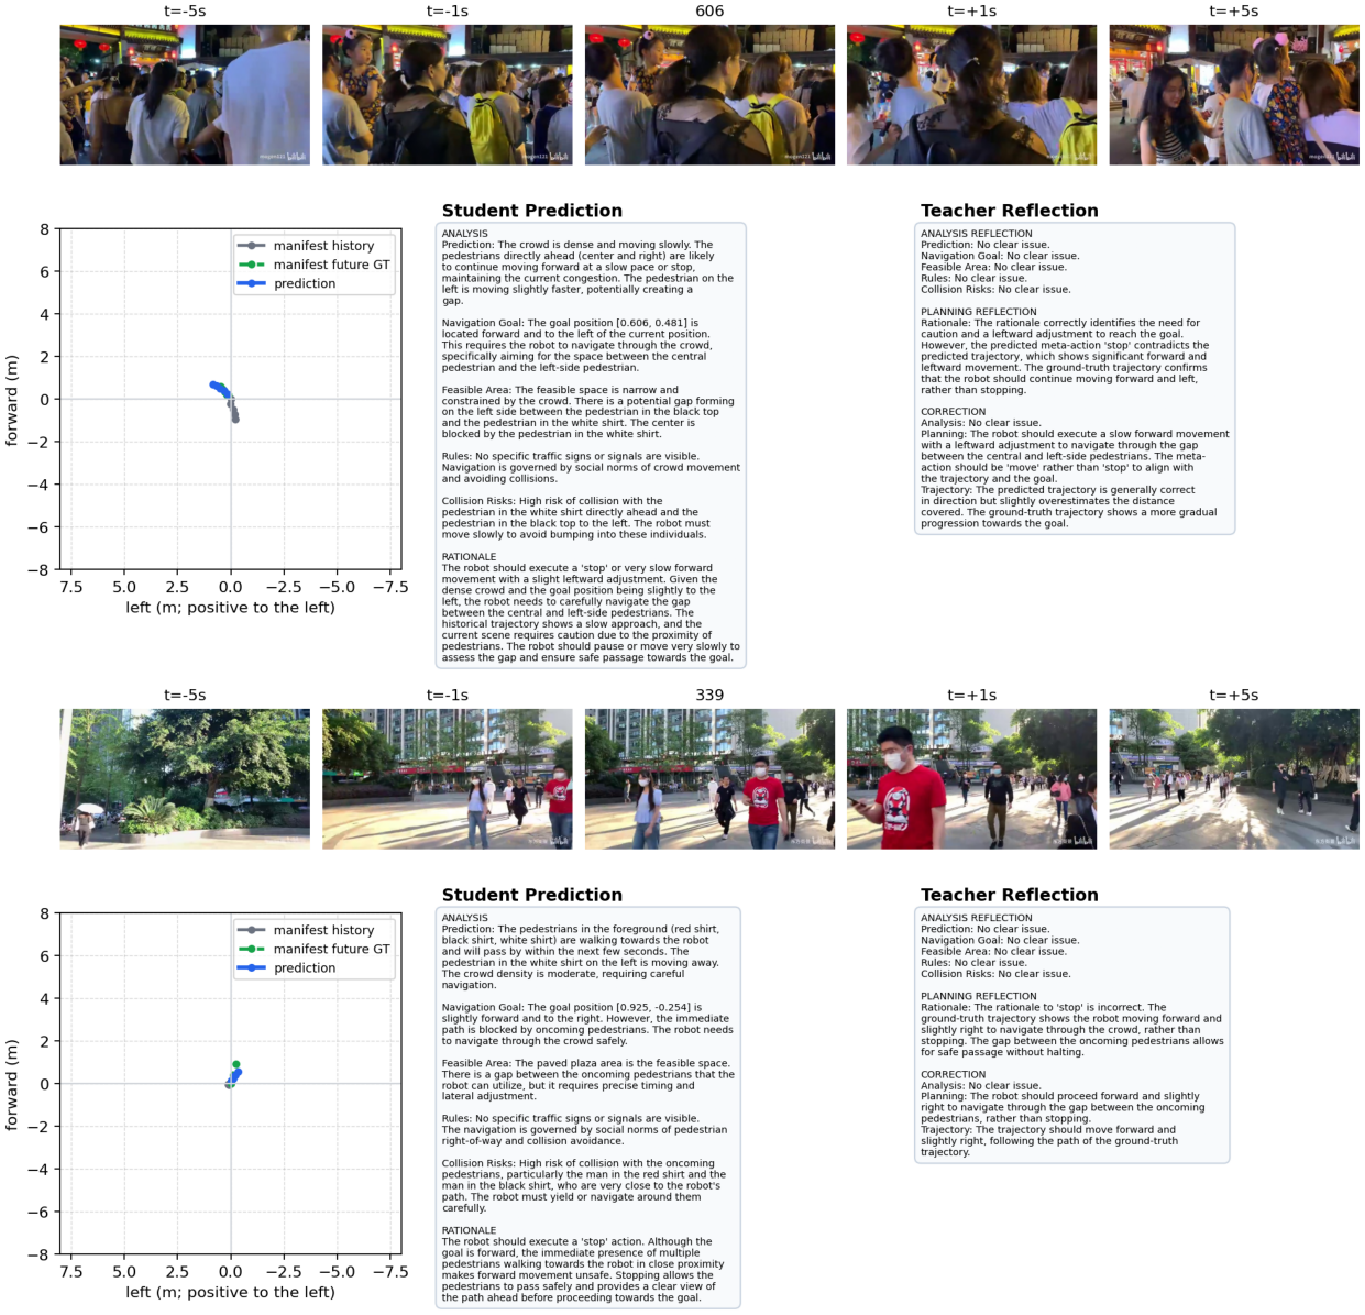 t=-5s
t=-1s
606
t=+1s
t=+5s
mogen123
mogen123
mogen123
mogen123
mogen123
8
6
4
2
0
−2
−4
−6
−8
7.5
5.0
2.5
0.0
−2.5
−5.0
−7.5
forward (m)
left (m; positive to the left)
manifest history
manifest future GT
prediction
Student Prediction
ANALYSIS
Prediction: The crowd is dense and moving slowly. The
pedestrians directly ahead (center and right) are likely
to continue moving forward at a slow pace or stop,
maintaining the current congestion. The pedestrian on the
left is moving slightly faster, potentially creating a
gap.
Navigation Goal: The goal position [0.606, 0.481] is
located forward and to the left of the current position.
This requires the robot to navigate through the crowd,
specifically aiming for the space between the central
pedestrian and the left-side pedestrian.
Feasible Area: The feasible space is narrow and
constrained by the crowd. There is a potential gap forming
on the left side between the pedestrian in the black top
and the pedestrian in the white shirt. The center is
blocked by the pedestrian in the white shirt.
Rules: No specific traffic signs or signals are visible.
Navigation is governed by social norms of crowd movement
and avoiding collisions.
Collision Risks: High risk of collision with the
pedestrian in the white shirt directly ahead and the
pedestrian in the black top to the left. The robot must
move slowly to avoid bumping into these individuals.
RATIONALE
The robot should execute a 'stop' or very slow forward
movement with a slight leftward adjustment. Given the
dense crowd and the goal position being slightly to the
left, the robot needs to carefully navigate the gap
between the central and left-side pedestrians. The
historical trajectory shows a slow approach, and the
current scene requires caution due to the proximity of
pedestrians. The robot should pause or move very slowly to
assess the gap and ensure safe passage towards the goal.
Teacher Reflection
ANALYSIS REFLECTION
Prediction: No clear issue.
Navigation Goal: No clear issue.
Feasible Area: No clear issue.
Rules: No clear issue.
Collision Risks: No clear issue.
PLANNING REFLECTION
Rationale: The rationale correctly identifies the need for
caution and a leftward adjustment to reach the goal.
However, the predicted meta-action 'stop' contradicts the
predicted trajectory, which shows significant forward and
leftward movement. The ground-truth trajectory confirms
that the robot should continue moving forward and left,
rather than stopping.
CORRECTION
Analysis: No clear issue.
Planning: The robot should execute a slow forward movement
with a leftward adjustment to navigate through the gap
between the central and left-side pedestrians. The meta-
action should be 'move' rather than 'stop' to align with
the trajectory and the goal.
Trajectory: The predicted trajectory is generally correct
in direction but slightly overestimates the distance
covered. The ground-truth trajectory shows a more gradual
progression towards the goal.
t=-5s
t=-1s
339
t=+1s
t=+5s
8
6
4
2
0
−2
−4
−6
−8
7.5
5.0
2.5
0.0
−2.5
−5.0
−7.5
forward (m)
left (m; positive to the left)
manifest history
manifest future GT
prediction
Student Prediction
ANALYSIS
Prediction: The pedestrians in the foreground (red shirt,
black shirt, white shirt) are walking towards the robot
and will pass by within the next few seconds. The
pedestrian in the white shirt on the left is moving away.
The crowd density is moderate, requiring careful
navigation.
Navigation Goal: The goal position [0.925, -0.254] is
slightly forward and to the right. However, the immediate
path is blocked by oncoming pedestrians. The robot needs
to navigate through the crowd safely.
Feasible Area: The paved plaza area is the feasible space.
There is a gap between the oncoming pedestrians that the
robot can utilize, but it requires precise timing and
lateral adjustment.
Rules: No specific traffic signs or signals are visible.
The navigation is governed by social norms of pedestrian
right-of-way and collision avoidance.
Collision Risks: High risk of collision with the oncoming
pedestrians, particularly the man in the red shirt and the
man in the black shirt, who are very close to the robot's
path. The robot must yield or navigate around them
carefully.
RATIONALE
The robot should execute a 'stop' action. Although the
goal is forward, the immediate presence of multiple
pedestrians walking towards the robot in close proximity
makes forward movement unsafe. Stopping allows the
pedestrians to pass safely and provides a clear view of
the path ahead before proceeding towards the goal.
Teacher Reflection
ANALYSIS REFLECTION
Prediction: No clear issue.
Navigation Goal: No clear issue.
Feasible Area: No clear issue.
Rules: No clear issue.
Collision Risks: No clear issue.
PLANNING REFLECTION
Rationale: The rationale to 'stop' is incorrect. The
ground-truth trajectory shows the robot moving forward and
slightly right to navigate through the crowd, rather than
stopping. The gap between the oncoming pedestrians allows
for safe passage without halting.
CORRECTION
Analysis: No clear issue.
Planning: The robot should proceed forward and slightly
right to navigate through the gap between the oncoming
pedestrians, rather than stopping.
Trajectory: The trajectory should move forward and
slightly right, following the path of the ground-truth
trajectory.